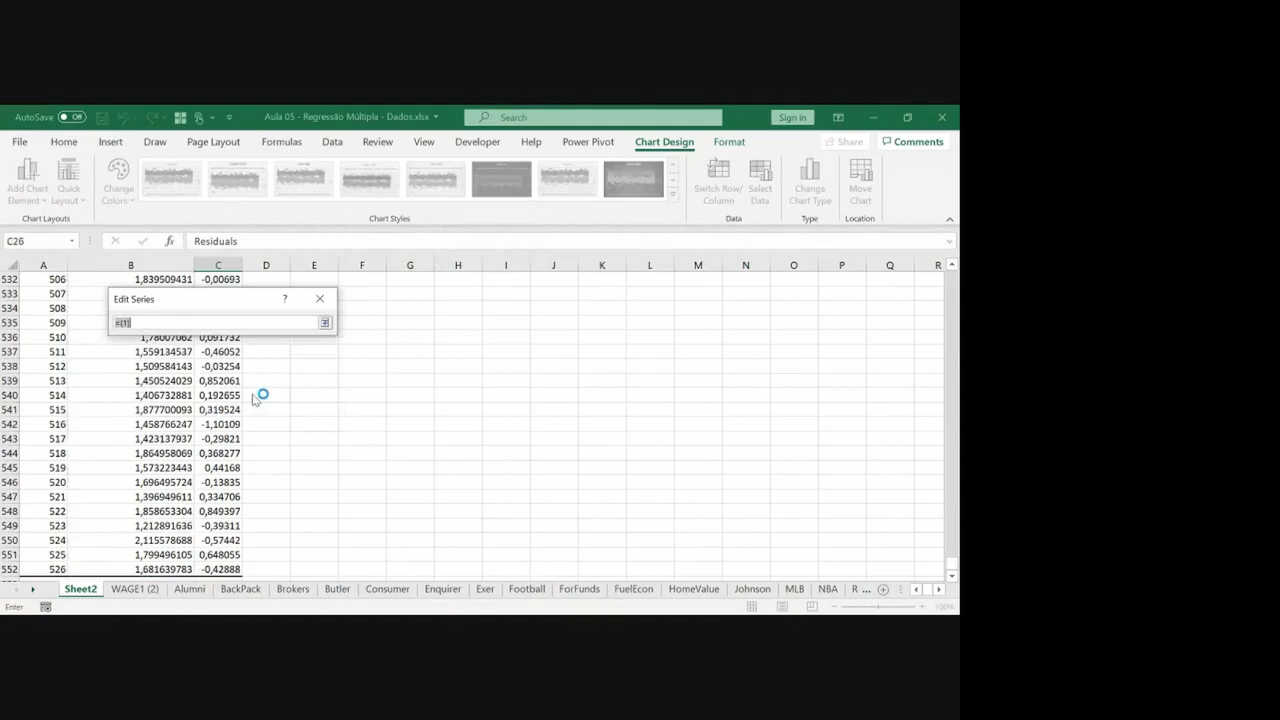 AutoSave Off Aula 05 - Regressão Múltipla - Dados.xlsx Search Sign in
File Home Insert Draw Page Layout Formulas Data Review View Developer Help Power Pivot Chart Design Format Share Comments
Add Chart Element Quick Layout Change Colors Switch Row/ Column Select Data Change Chart Type Move Chart
Chart Layouts Chart Styles Data Type Location
C26 fx Residuals
A B C D E F G H I J K L M N O P Q R
532 506 1,839509431 -0,00693
533 507
Edit Series ?
534 508
535 509
={1}
536 510 1,78007062 0,091732
537 511 1,559134537 -0,46052
538 512 1,509584143 -0,03254
539 513 1,450524029 0,852061
540 514 1,406732881 0,192655
541 515 1,877700093 0,319524
542 516 1,458766247 -1,10109
543 517 1,423137937 -0,29821
544 518 1,864958069 0,368277
545 519 1,573223443 0,44168
546 520 1,696495724 -0,13835
547 521 1,396949611 0,334706
548 522 1,858653304 0,849397
549 523 1,212891636 -0,39311
550 524 2,115578688 -0,57442
551 525 1,799496105 0,648055
552 526 1,681639783 -0,42888
Sheet2 WAGE1 (2) Alumni BackPack Brokers Butler Consumer Enquirer Exer Football ForFunds FuelEcon HomeValue Johnson MLB NBA R ...
Enter 100%